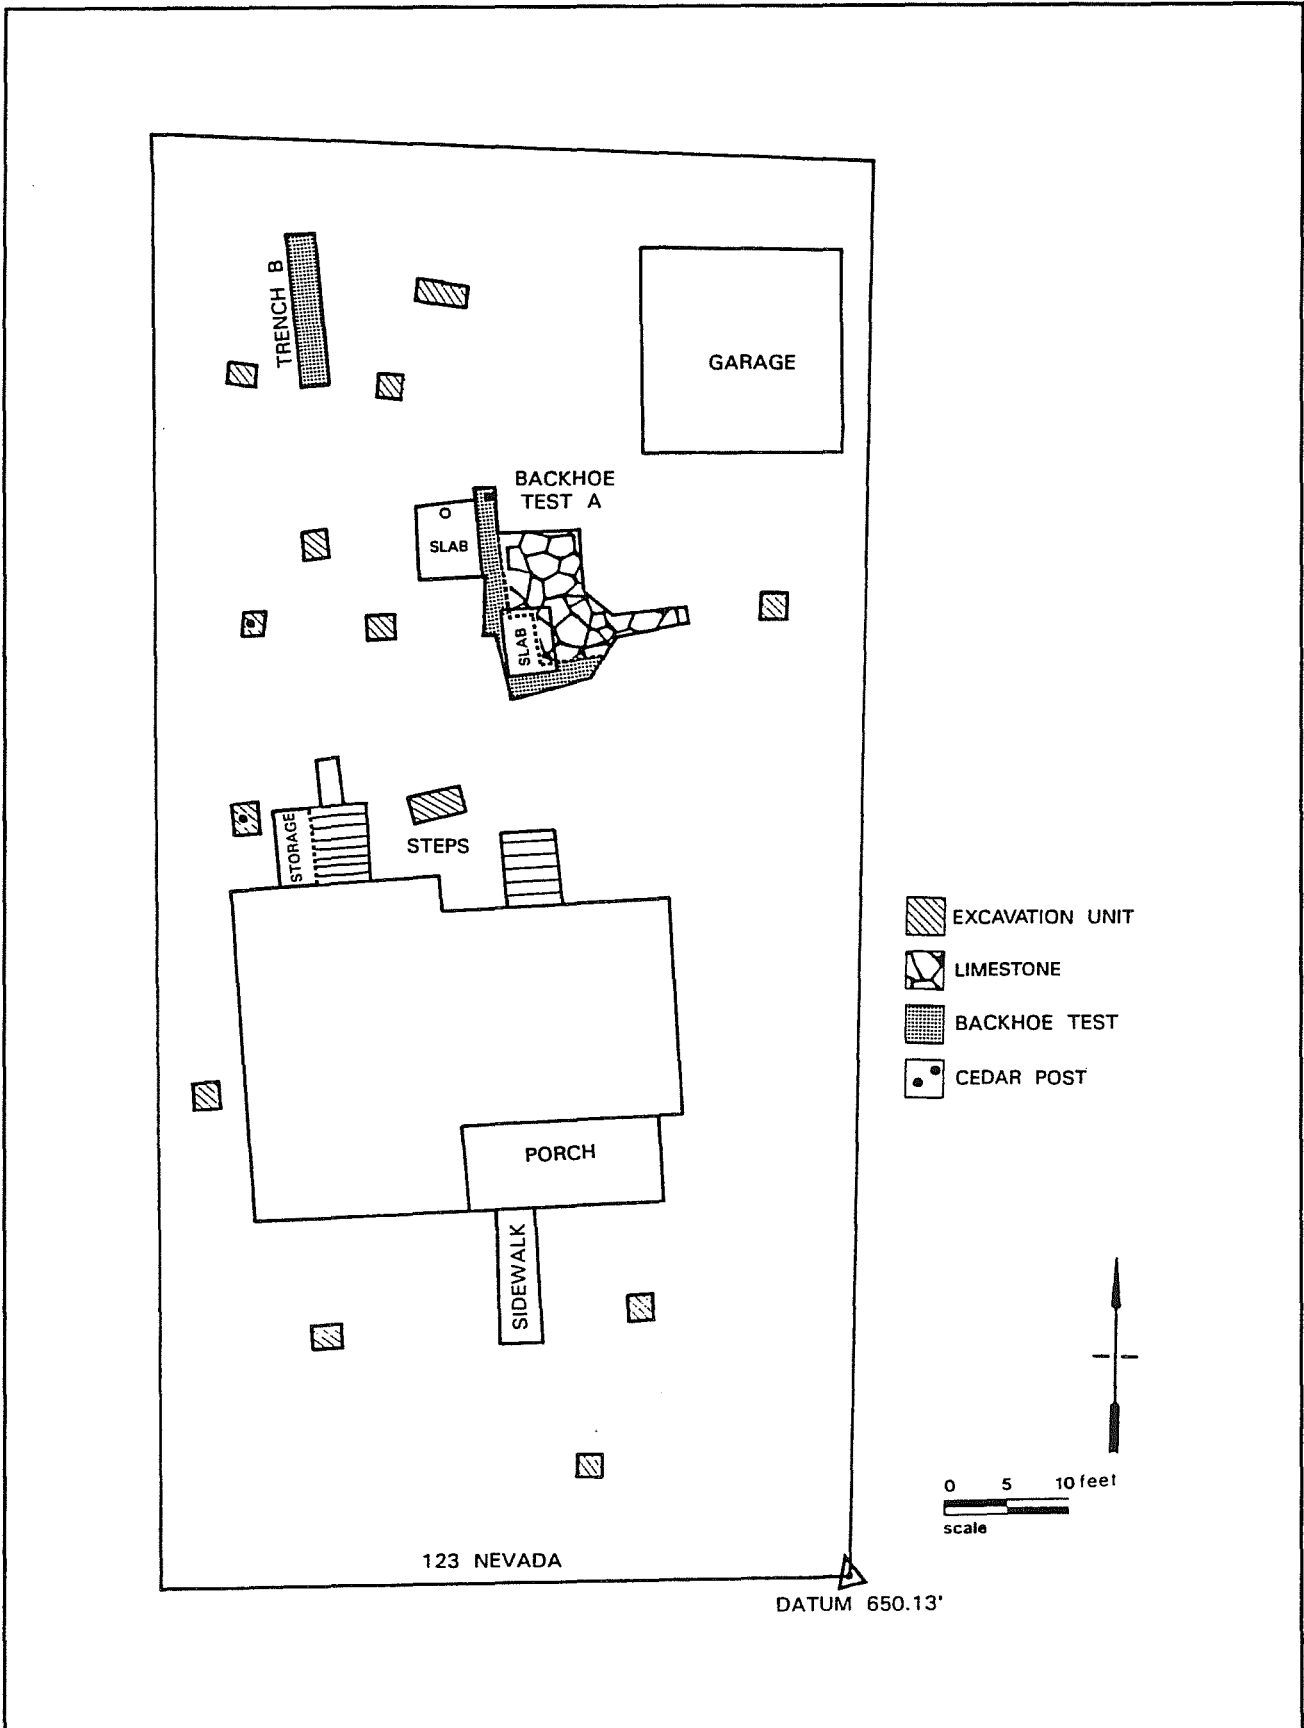 TRENCH B
GARAGE
BACKHOE
TEST A
SLAB
SLAB
STORAGE
STEPS
EXCAVATION UNIT
LIMESTONE
BACKHOE TEST
CEDAR POST
PORCH
SIDEWALK
0 5 10 feet
scale
123 NEVADA
DATUM 650.13'